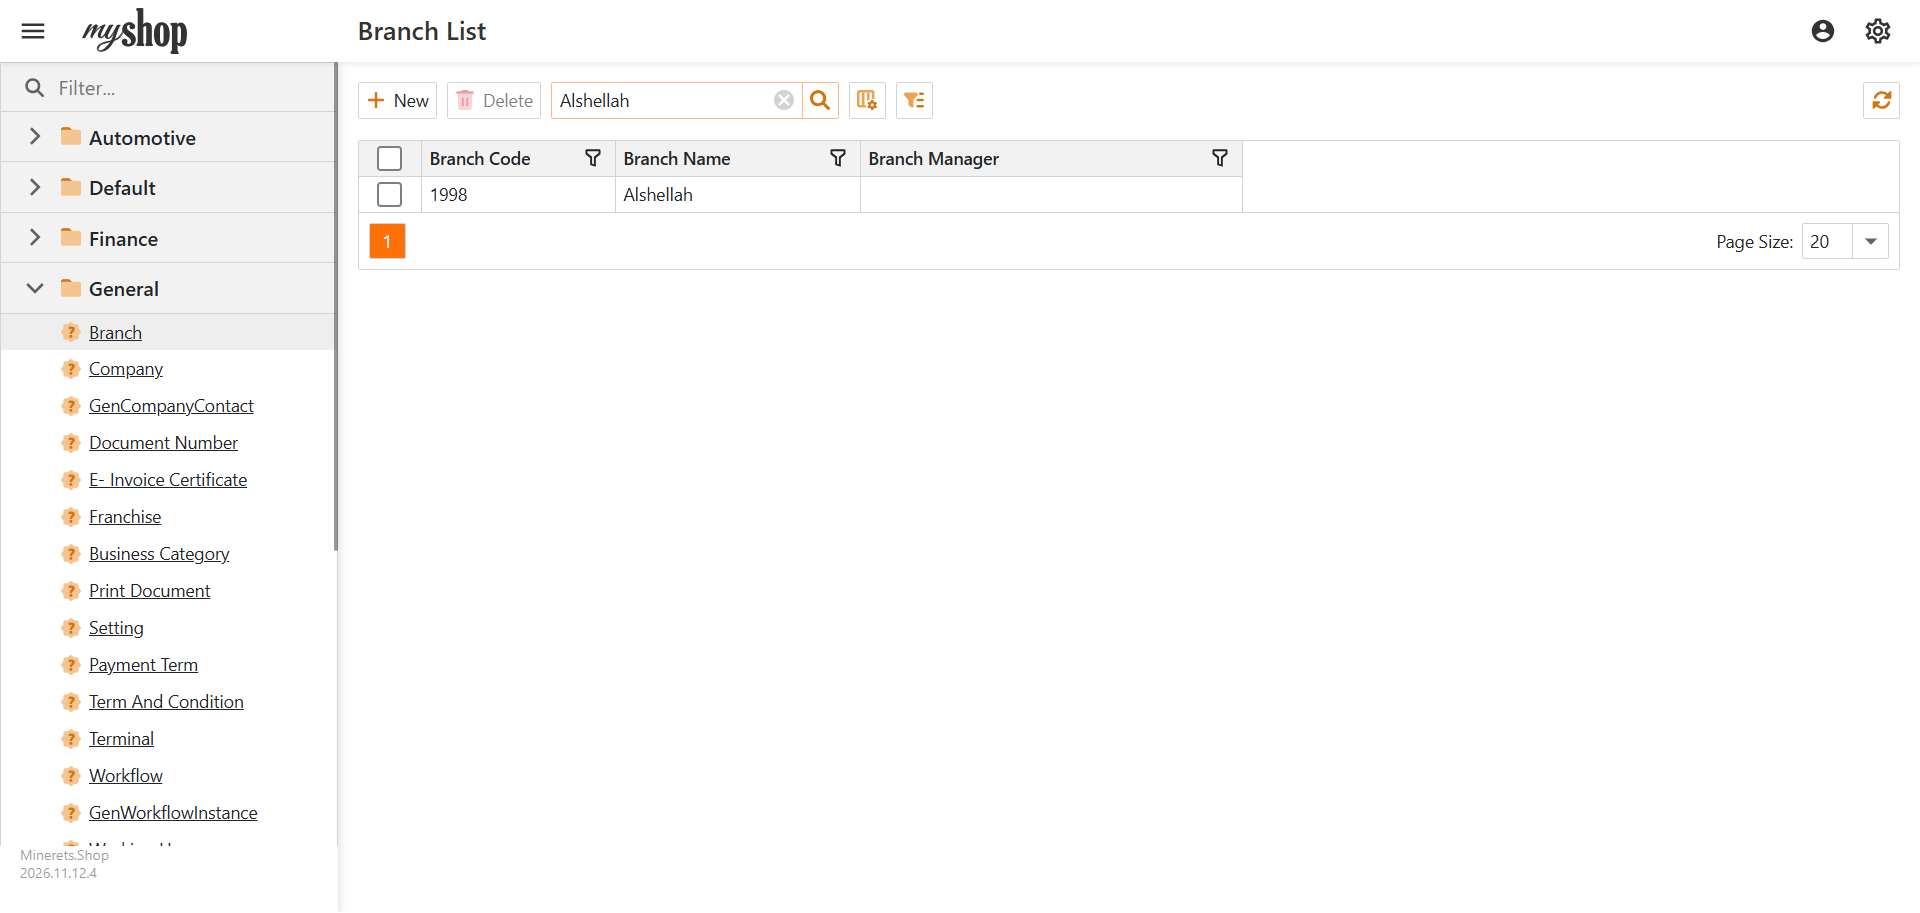 myshop
Branch List
Filter...
Automotive
Default
Finance
General
Branch
Company
GenCompanyContact
Document Number
E- Invoice Certificate
Franchise
Business Category
Print Document
Setting
Payment Term
Term And Condition
Terminal
Workflow
GenWorkflowInstance
Minerets.Shop
2026.11.12.4
New
Delete
Alshellah
Branch Code
Branch Name
Branch Manager
1998
Alshellah
1
Page Size:
20